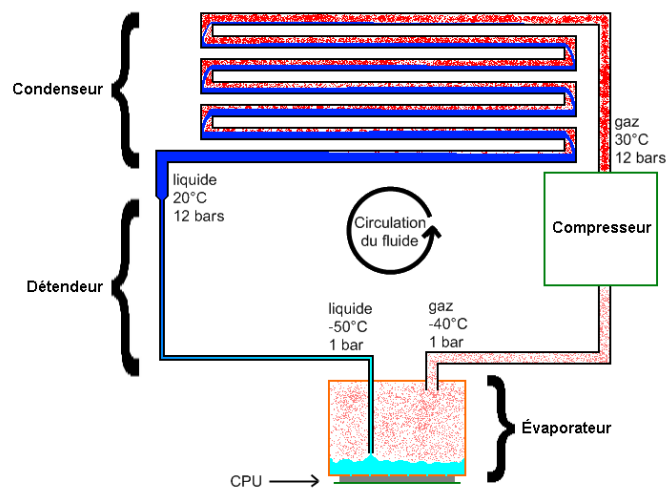 Condenseur
gaz
30°C
12 bars
liquide
20°C
12 bars
Compresseur
Circulation
du fluide
Détendeur
liquide
-50°C
1 bar
gaz
-40°C
1 bar
Évaporateur
CPU